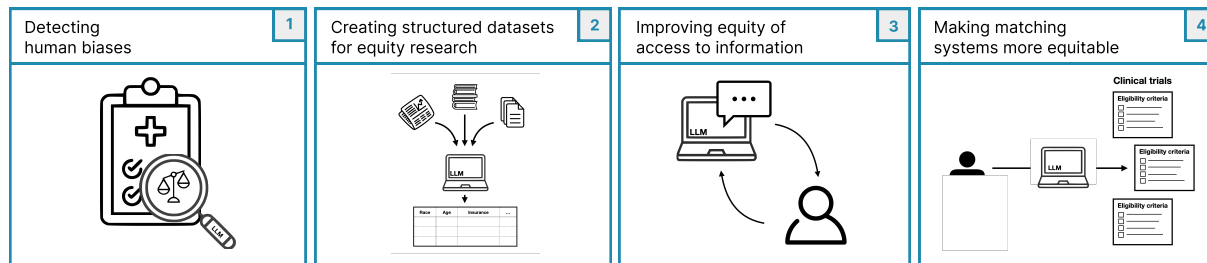 Detecting
human biases
1
LLM
Creating structured datasets
for equity research
2
LLM
Race Age Insurance ...
Improving equity of
access to information
3
LLM
Making matching
systems more equitable
4
Clinical trials
Eligibility criteria
LLM
Eligibility criteria
Eligibility criteria